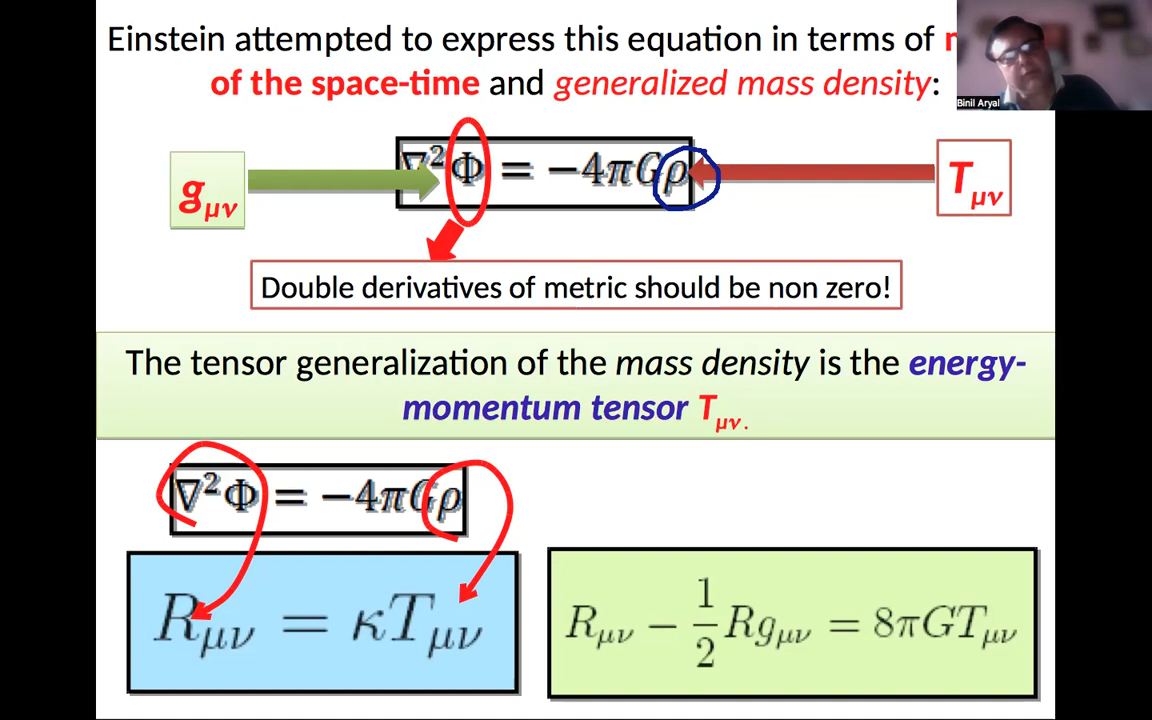 Einstein attempted to express this equation in terms of
of the space-time and generalized mass density:
Binil Aryal
g_μν
∇²Φ = −4πGρ
T_μν
Double derivatives of metric should be non zero!
The tensor generalization of the mass density is the energy-
momentum tensor T_μν.
∇²Φ = −4πGρ
R_μν = κT_μν
R_μν − 1/2 Rg_μν = 8πGT_μν